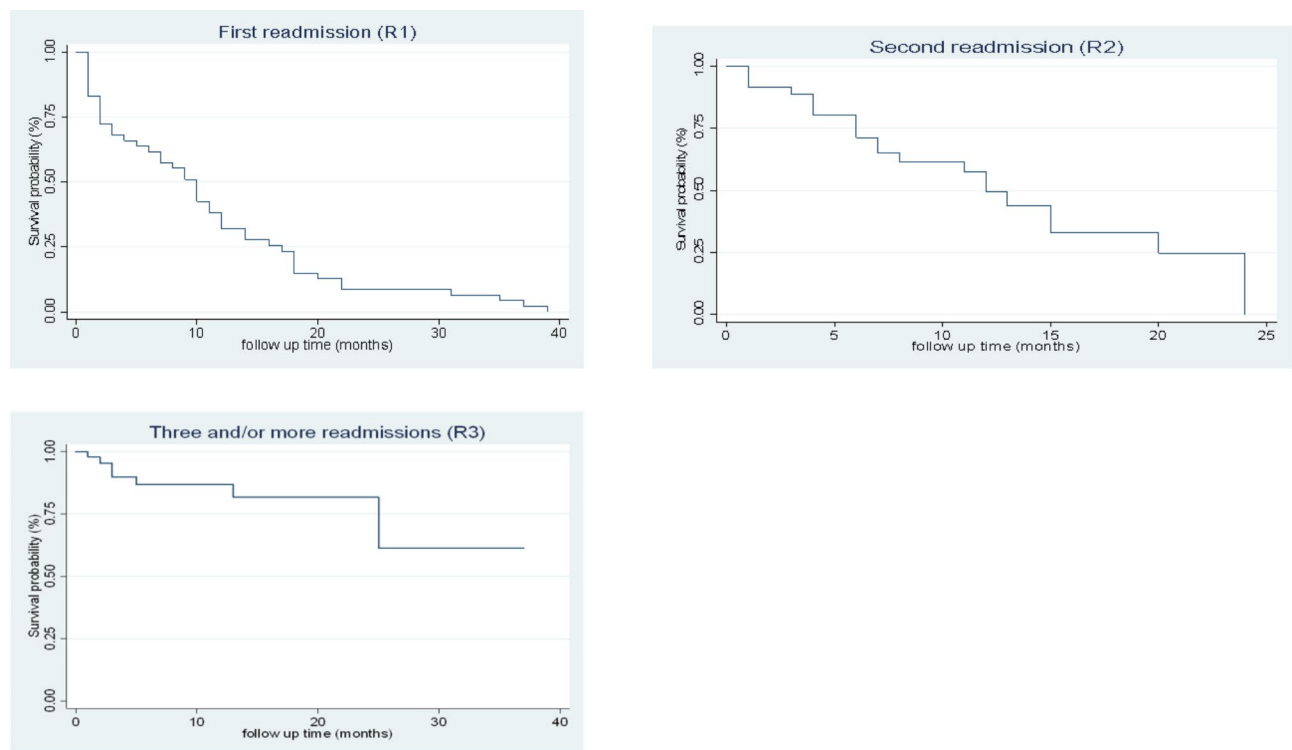 First readmission (R1)
Survival probability (%)
0.00 0.25 0.50 0.75 1.00
0 10 20 30 40
follow up time (months)
Second readmission (R2)
Survival probability (%)
0.00 0.25 0.50 0.75 1.00
0 5 10 15 20 25
follow up time (months)
Three and/or more readmissions (R3)
Survival probability (%)
0.00 0.25 0.50 0.75 1.00
0 10 20 30 40
follow up time (months)